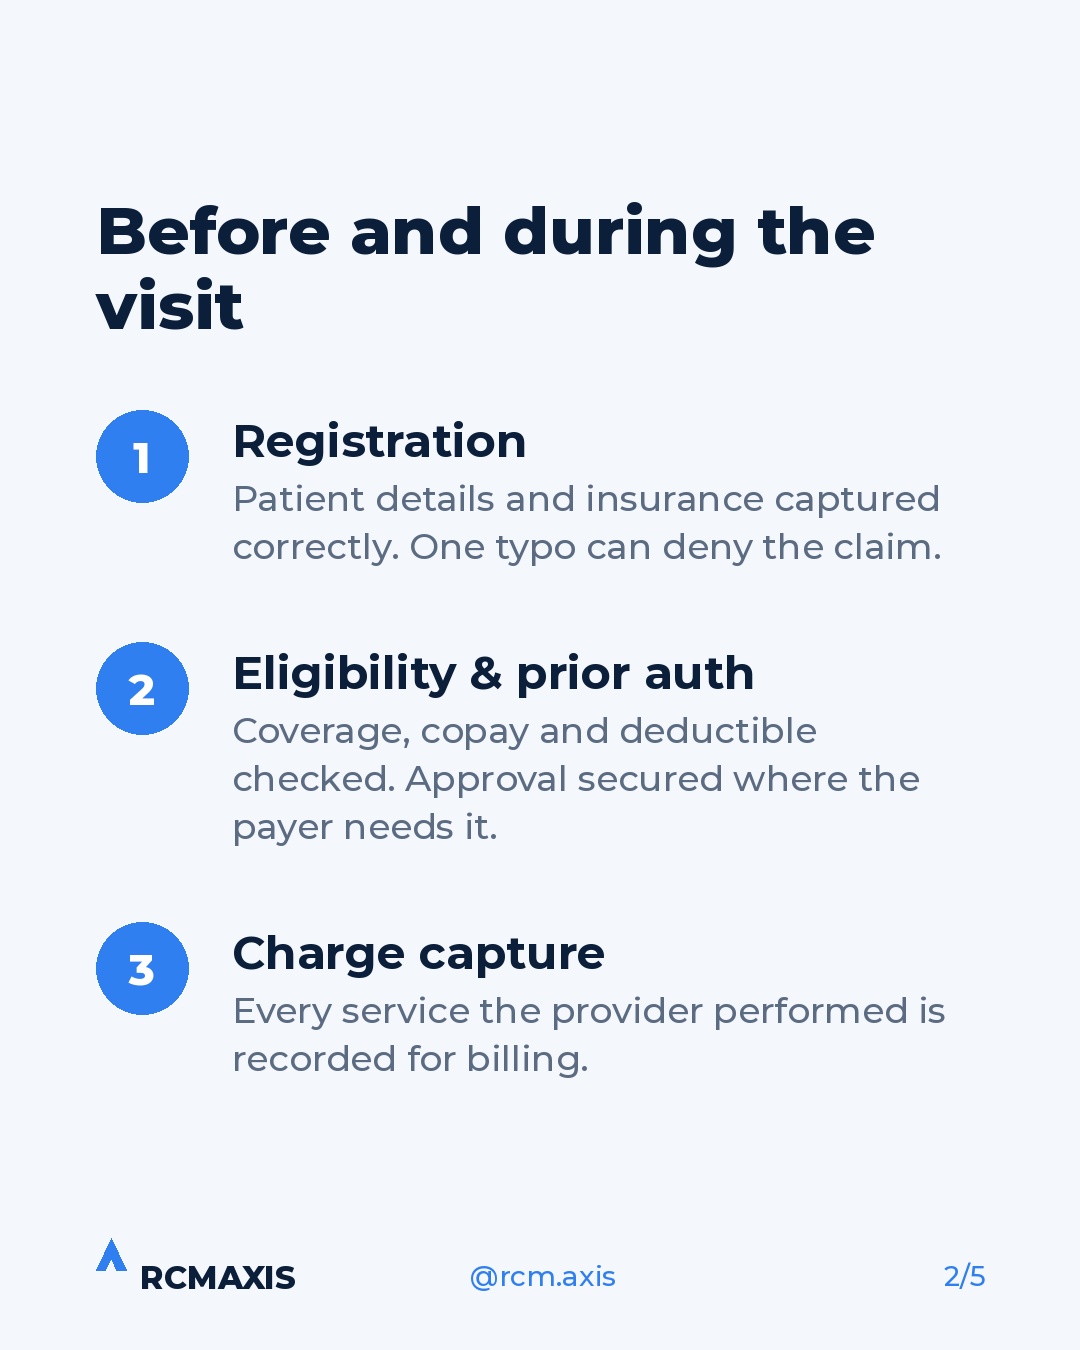 Before and during the
visit
1
Registration
Patient details and insurance captured
correctly. One typo can deny the claim.
2
Eligibility & prior auth
Coverage, copay and deductible
checked. Approval secured where the
payer needs it.
3
Charge capture
Every service the provider performed is
recorded for billing.
RCMAXIS
@rcm.axis
2/5